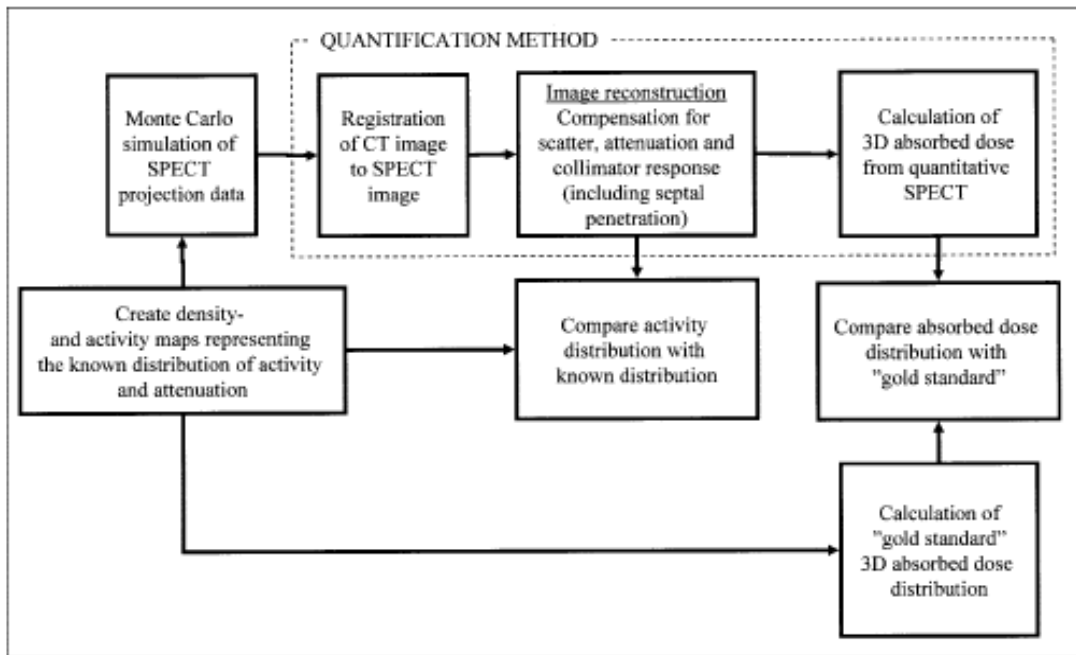 QUANTIFICATION METHOD
Monte Carlo
simulation of
SPECT
projection data
Registration
of CT image
to SPECT
image
Image reconstruction
Compensation for
scatter, attenuation and
collimator response
(including septal
penetration)
Calculation of
3D absorbed dose
from quantitative
SPECT
Create density-
and activity maps representing
the known distribution of activity
and attenuation
Compare activity
distribution with
known distribution
Compare absorbed dose
distribution with
"gold standard"
Calculation of
"gold standard"
3D absorbed dose
distribution